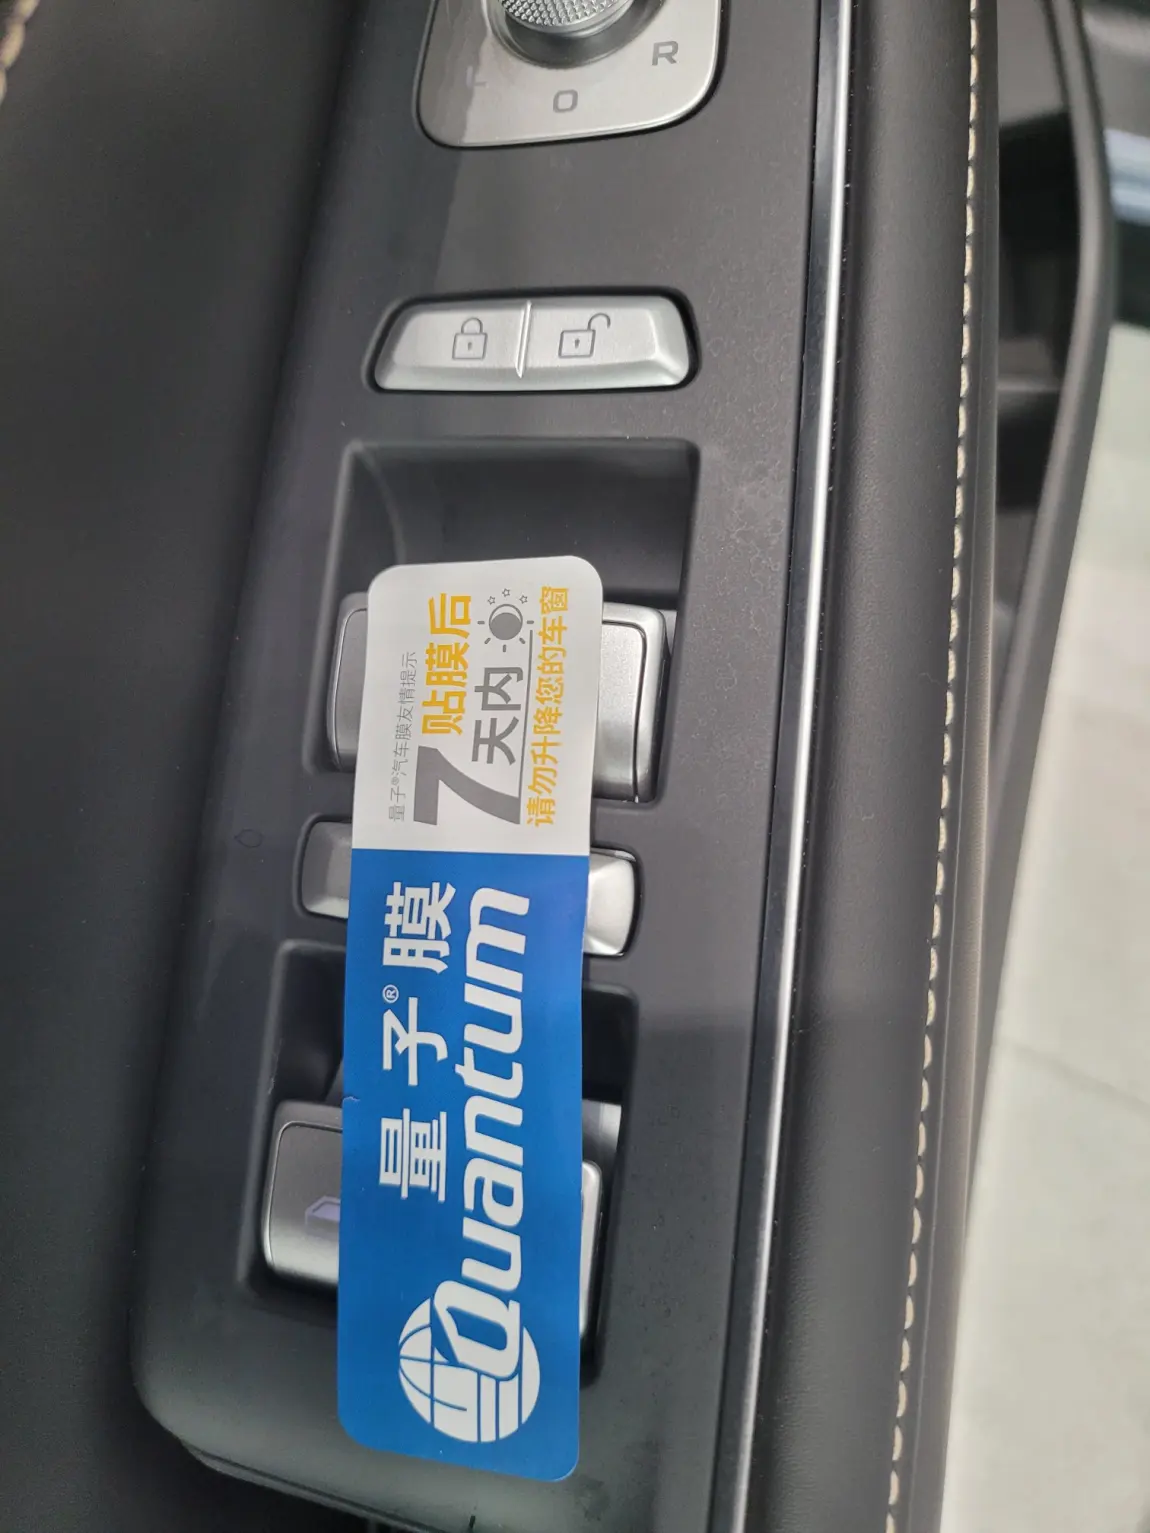 L
O
R
量子®汽车膜友情提示
7
贴膜后
天内
请勿升降您的车窗
量子®膜
Quantum